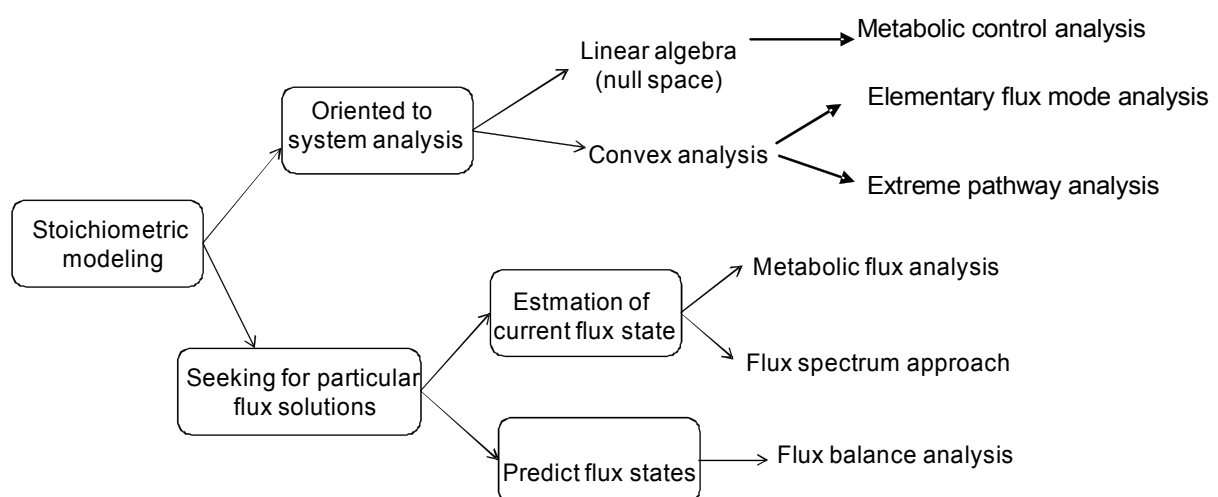 Stoichiometric
modeling
Oriented to
system analysis
Linear algebra
(null space)
Metabolic control analysis
Convex analysis
Elementary flux mode analysis
Extreme pathway analysis
Seeking for particular
flux solutions
Estmation of
current flux state
Metabolic flux analysis
Flux spectrum approach
Predict flux states
Flux balance analysis